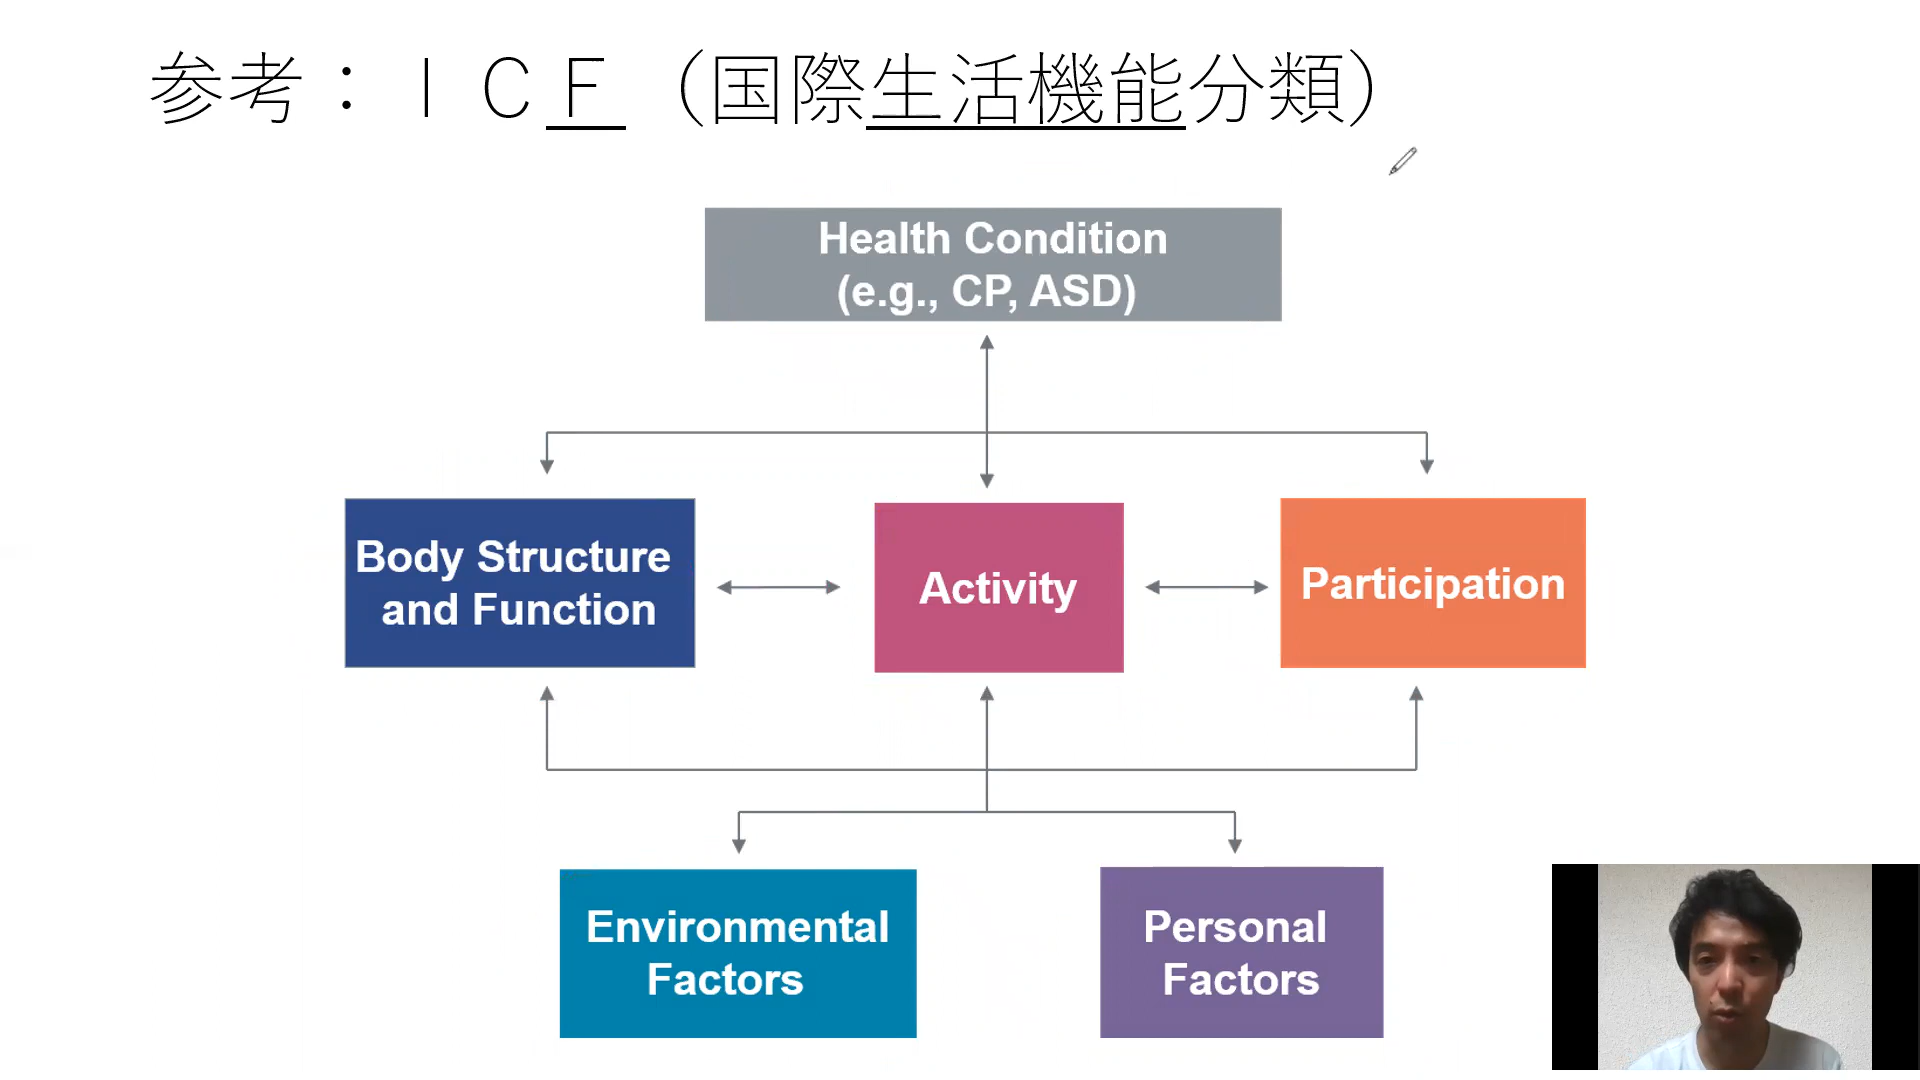 参考：ＩＣＦ（国際生活機能分類）
Health Condition
(e.g., CP, ASD)
Body Structure
and Function
Activity
Participation
Environmental
Factors
Personal
Factors